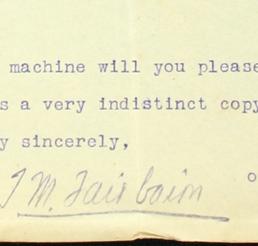 machine will you please
s a very indistinct copy
y sincerely,
o
J M. Fairbairn